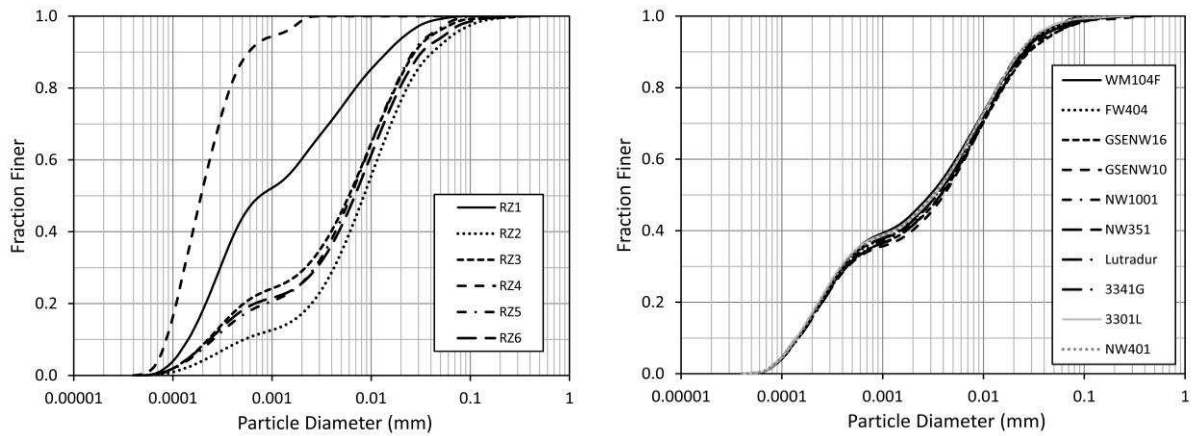 1.0
0.8
0.6
0.4
0.2
0.0
Fraction Finer
0.00001 0.0001 0.001 0.01 0.1 1
Particle Diameter (mm)
RZ1
RZ2
RZ3
RZ4
RZ5
RZ6
1.0
0.8
0.6
0.4
0.2
0.0
Fraction Finer
0.00001 0.0001 0.001 0.01 0.1 1
Particle Diameter (mm)
WM104F
FW404
GSENW16
GSENW10
NW1001
NW351
Lutradur
3341G
3301L
NW401